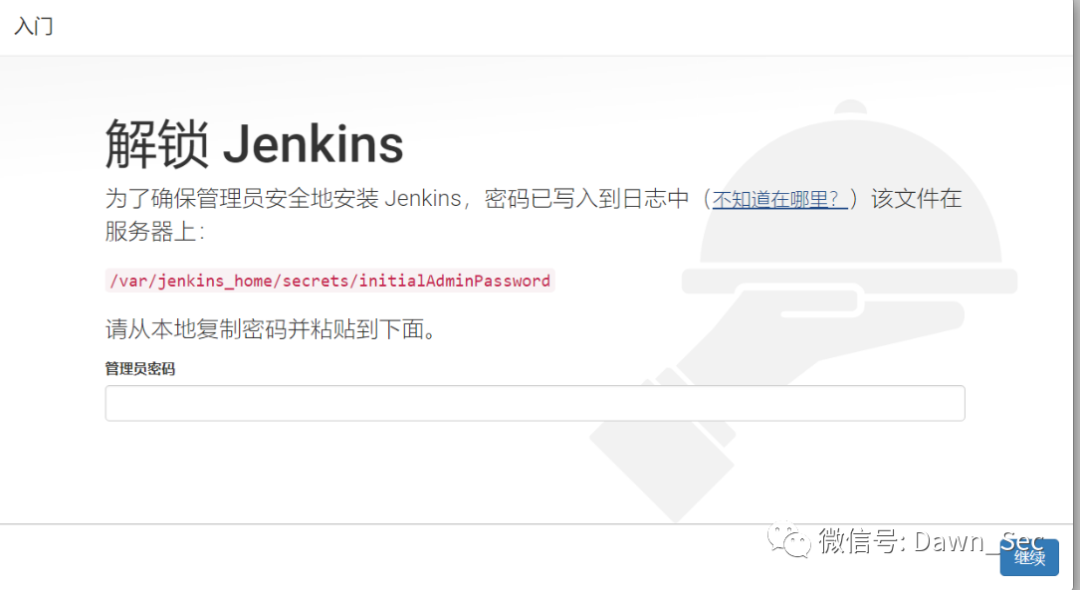 入门
解锁 Jenkins
为了确保管理员安全地安装 Jenkins，密码已写入到日志中（不知道在哪里？）该文件在
服务器上：
/var/jenkins_home/secrets/initialAdminPassword
请从本地复制密码并粘贴到下面。
管理员密码
微信号: Dawn_Sec
继续